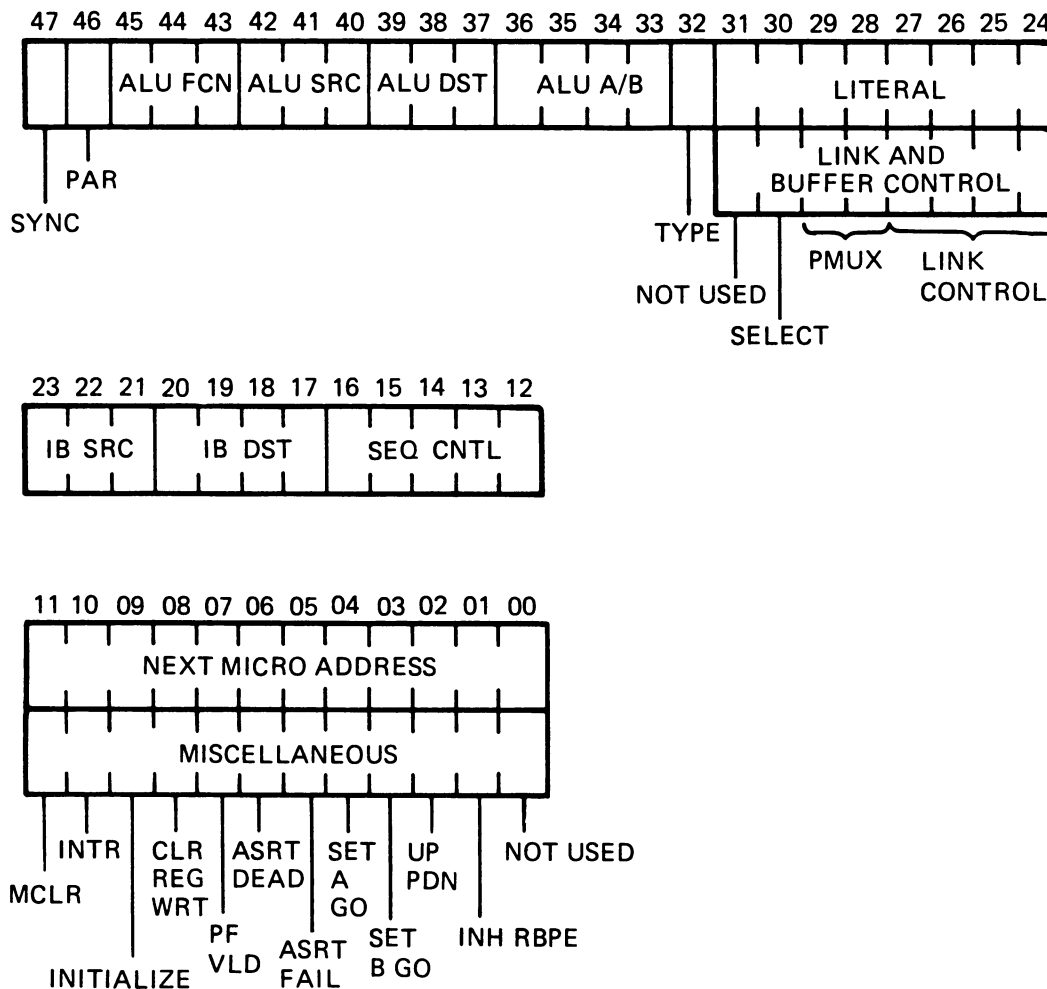 47 46 45 44 43 42 41 40 39 38 37 36 35 34 33 32 31 30 29 28 27 26 25 24
ALU FCN ALU SRC ALU DST ALU A/B LITERAL
LINK AND
BUFFER CONTROL
PAR
SYNC
TYPE
PMUX LINK
CONTROL
NOT USED
SELECT
23 22 21 20 19 18 17 16 15 14 13 12
IB SRC IB DST SEQ CNTL
11 10 09 08 07 06 05 04 03 02 01 00
NEXT MICRO ADDRESS
MISCELLANEOUS
MCLR
INTR
INITIALIZE
CLR
REG
WRT
PF
VLD
ASRT
DEAD
ASRT
FAIL
SET
A
GO
SET
B GO
UP
PDN
INH RBPE
NOT USED